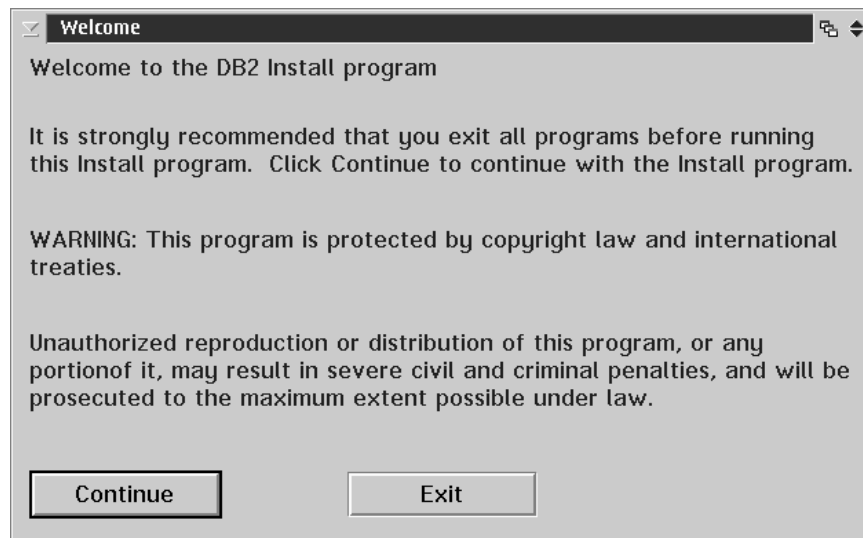 Welcome
Welcome to the DB2 Install program
It is strongly recommended that you exit all programs before running
this Install program.  Click Continue to continue with the Install program.
WARNING: This program is protected by copyright law and international
treaties.
Unauthorized reproduction or distribution of this program, or any
portionof it, may result in severe civil and criminal penalties, and will be
prosecuted to the maximum extent possible under law.
Continue
Exit